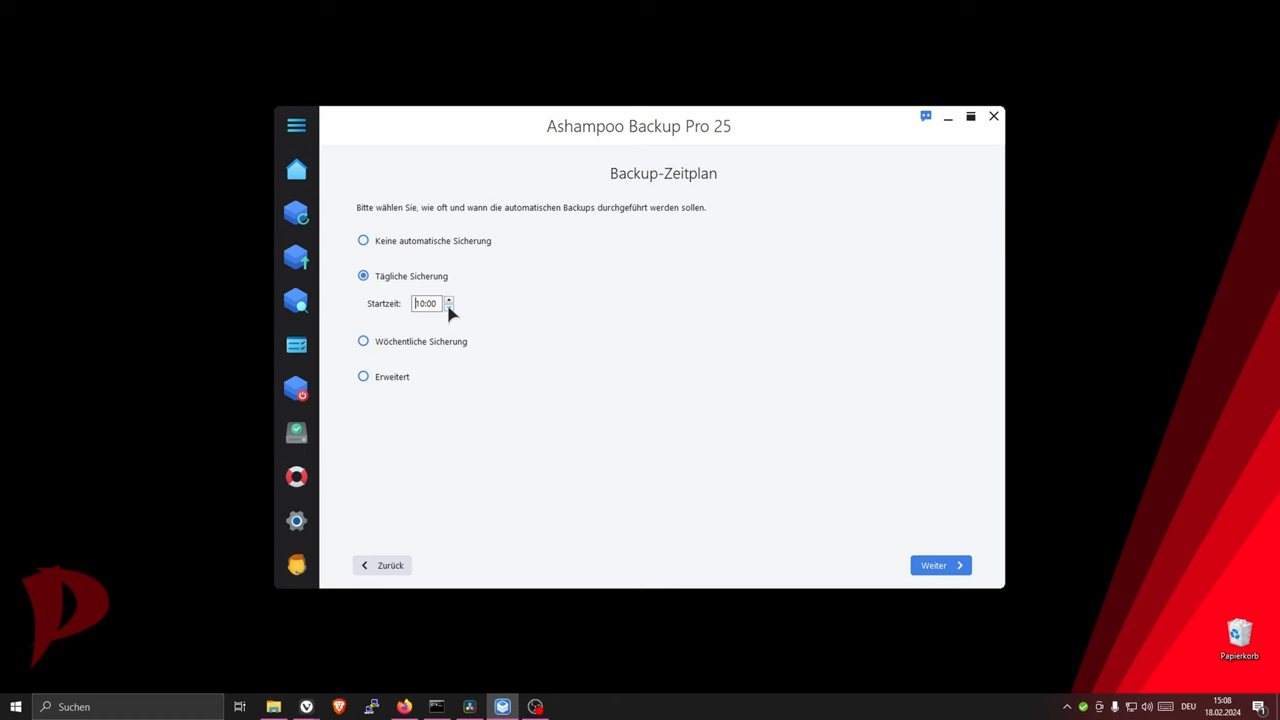 Ashampoo Backup Pro 25
Backup-Zeitplan
Bitte wählen Sie, wie oft und wann die automatischen Backups durchgeführt werden sollen.
Keine automatische Sicherung
Tägliche Sicherung
Startzeit: 10:00
Wöchentliche Sicherung
Erweitert
Zurück
Weiter
Papierkorb
Suchen
DEU
15:08
18.02.2024
1